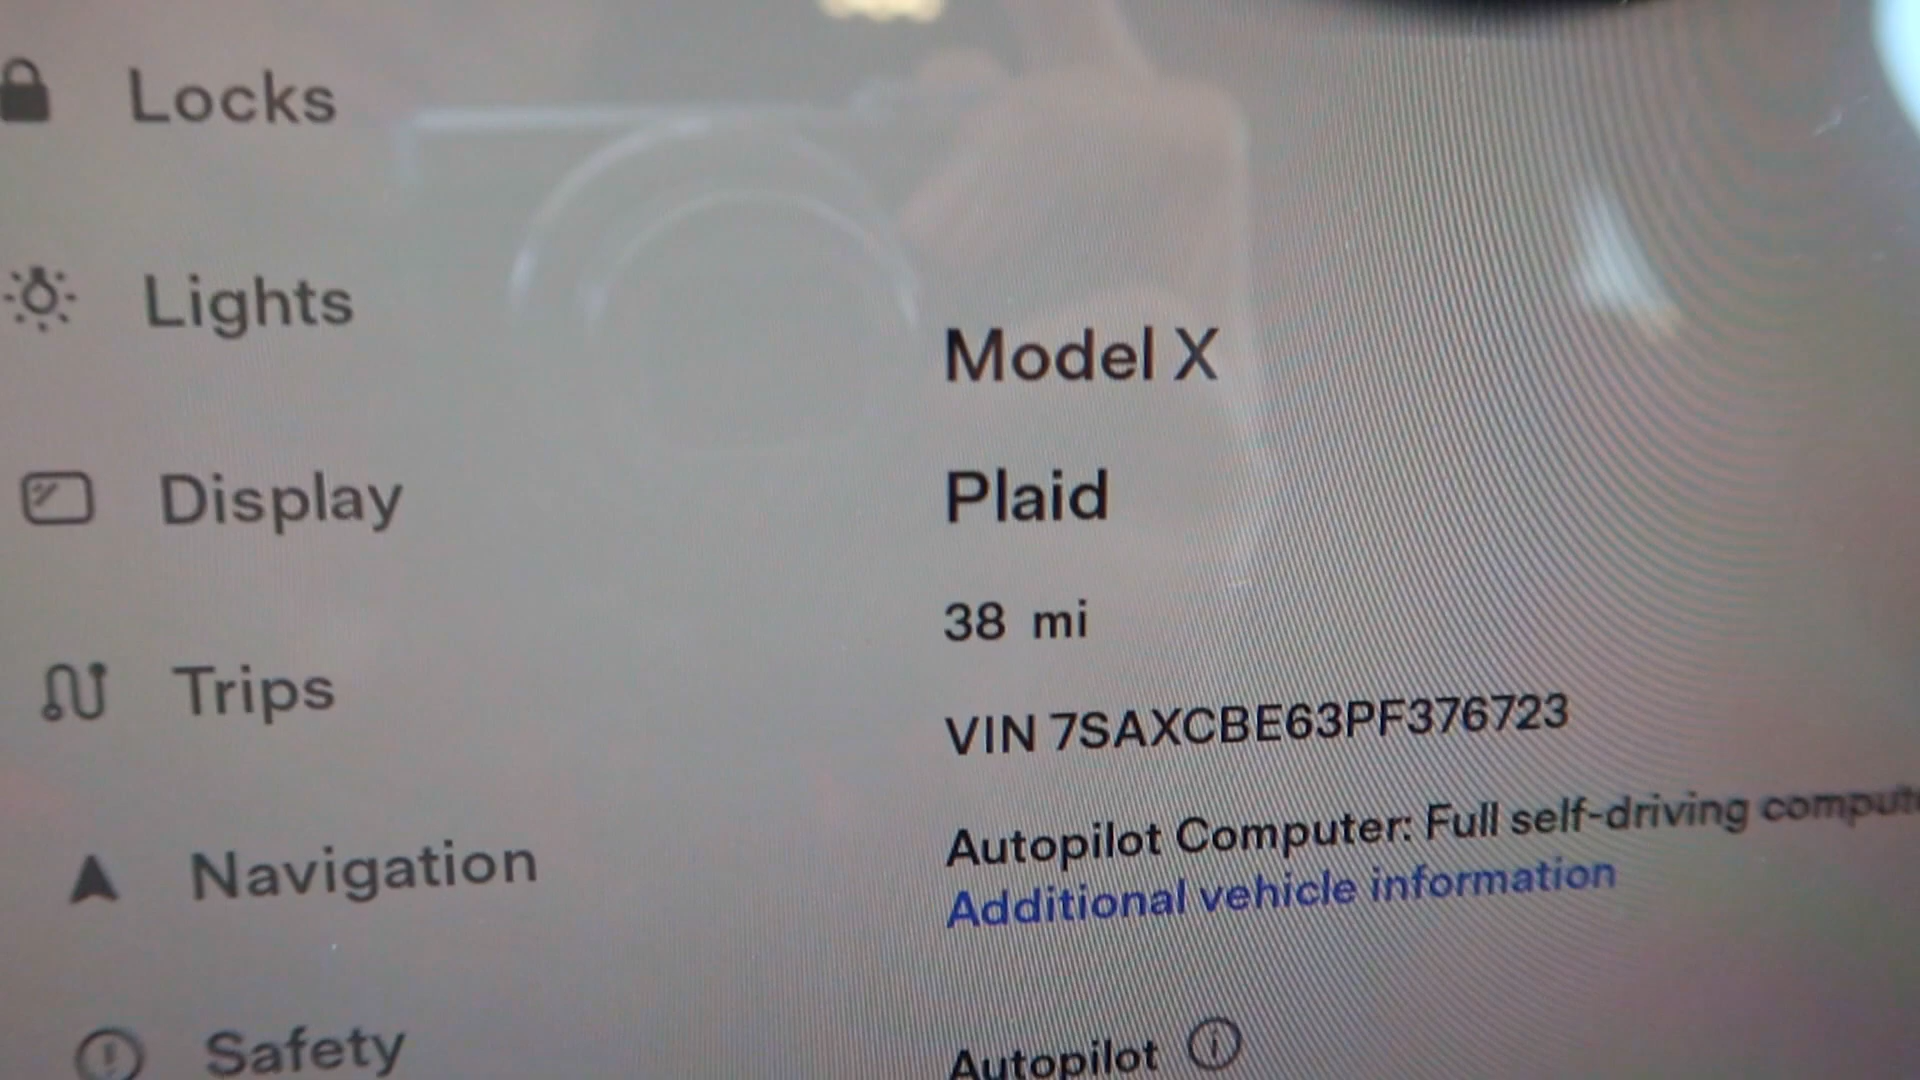 Locks
Lights
Display
Trips
Navigation
Safety
Model X
Plaid
38 mi
VIN 7SAXCBE63PF376723
Autopilot Computer: Full self-driving
Additional vehicle information
Autopilot